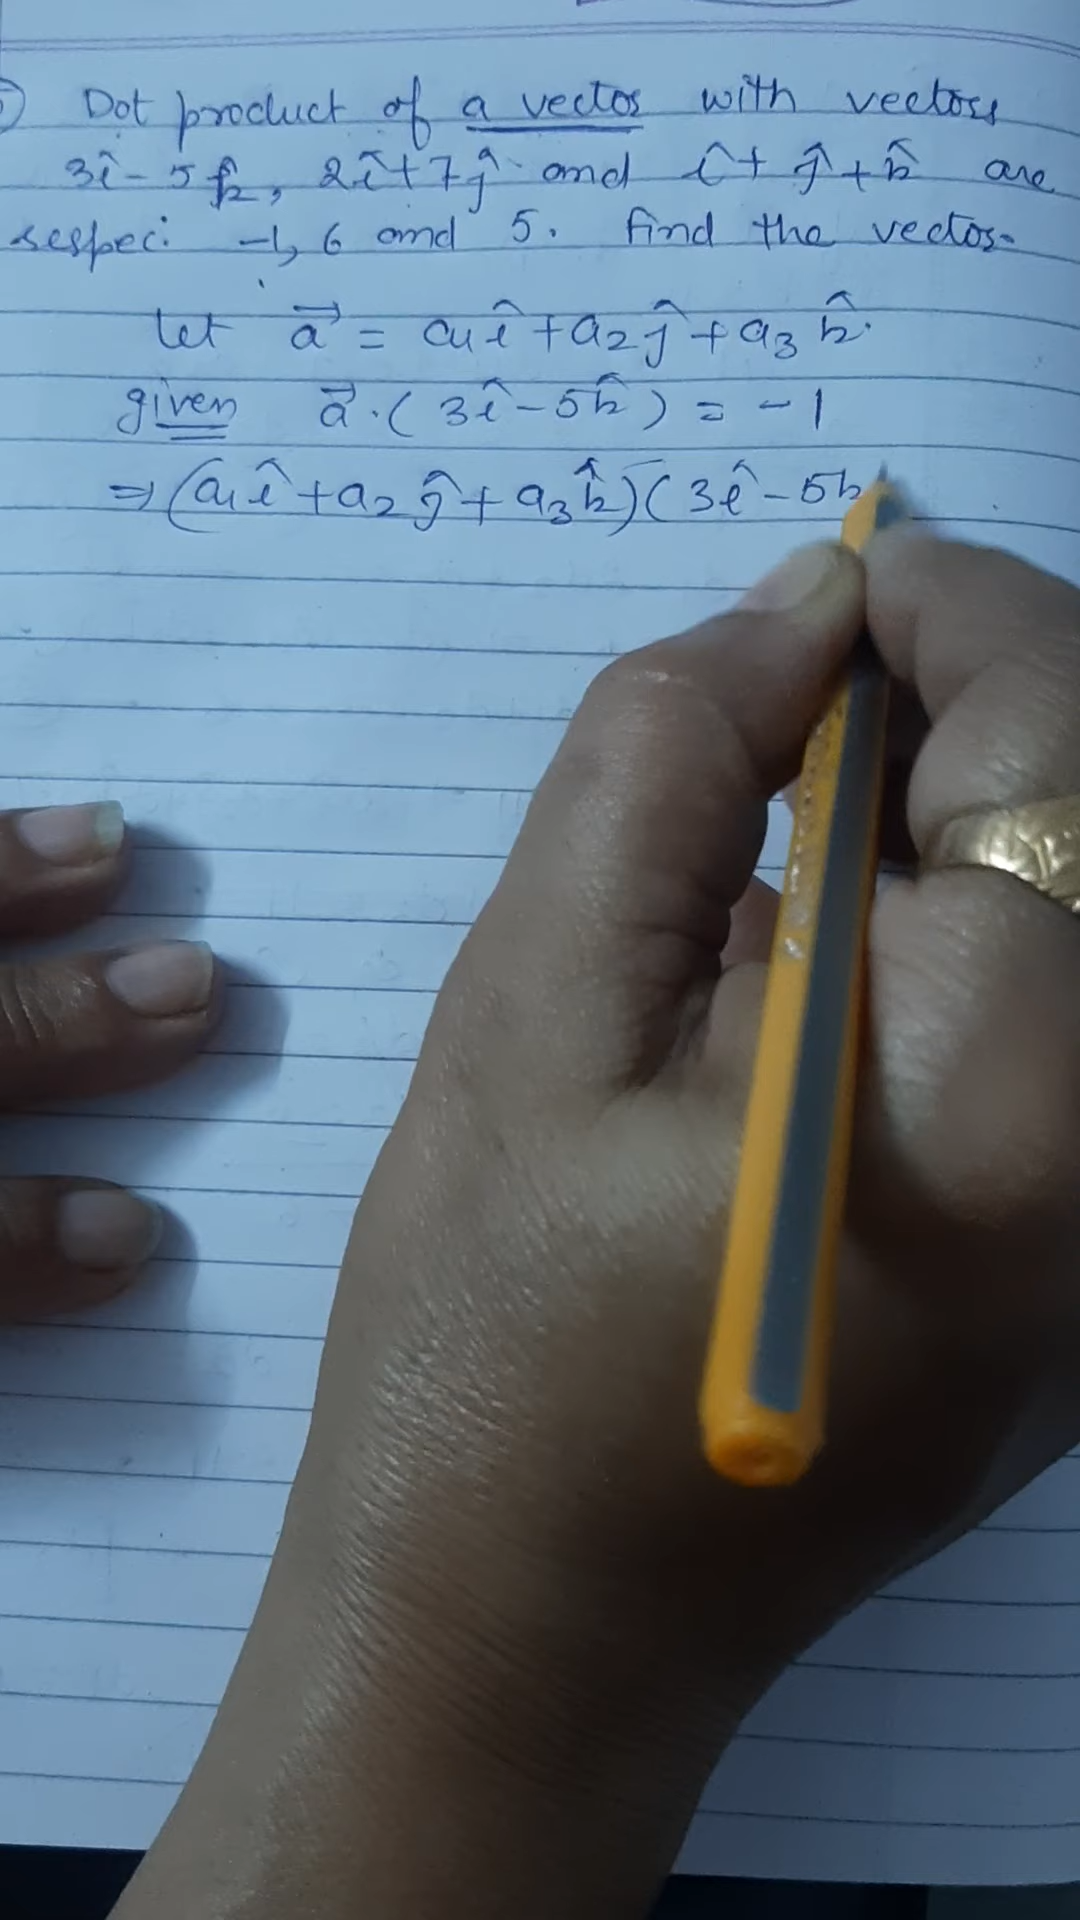 Dot product of a vector with vectors
3î - 5k̂, 2î + 7ĵ and î + ĵ + k̂ are
respec. -1, 6 and 5. find the vector.
let a⃗ = a₁î + a₂ĵ + a₃k̂.
given a⃗ . ( 3î - 5k̂ ) = - 1
⇒ (a₁î + a₂ĵ + a₃k̂) ( 3î - 5k